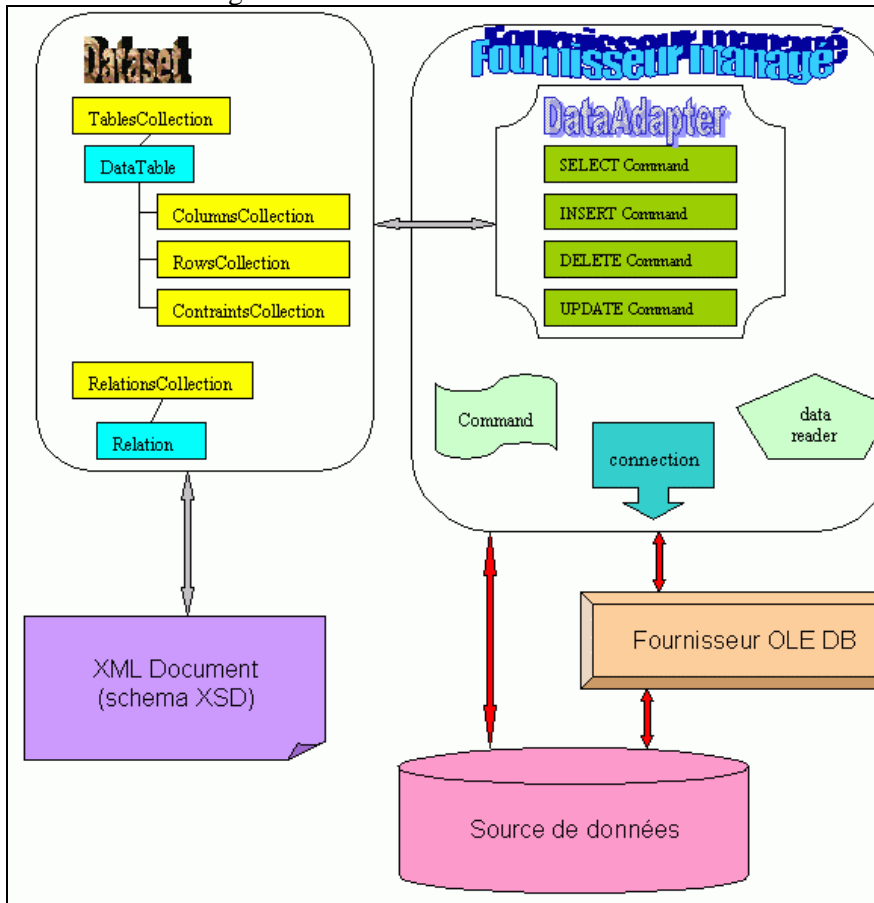 Dataset
TablesCollection
DataTable
ColumnsCollection
RowsCollection
ContraintsCollection
RelationsCollection
Relation
Fournisseur managé
DataAdapter
SELECT Command
INSERT Command
DELETE Command
UPDATE Command
Command
connection
data
reader
XML Document
(schema XSD)
Fournisseur OLE DB
Source de données